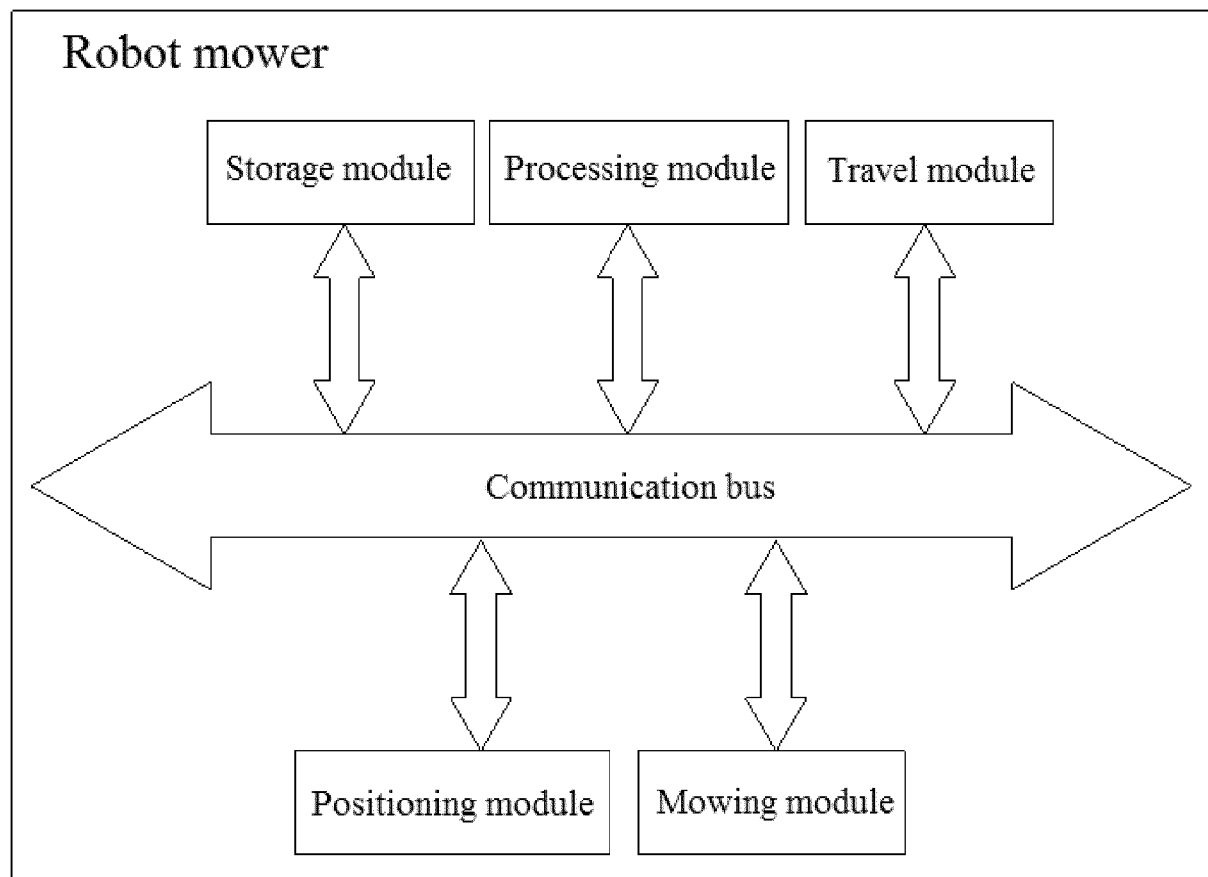 Robot mower
Storage module
Processing module
Travel module
Communication bus
Positioning module
Mowing module